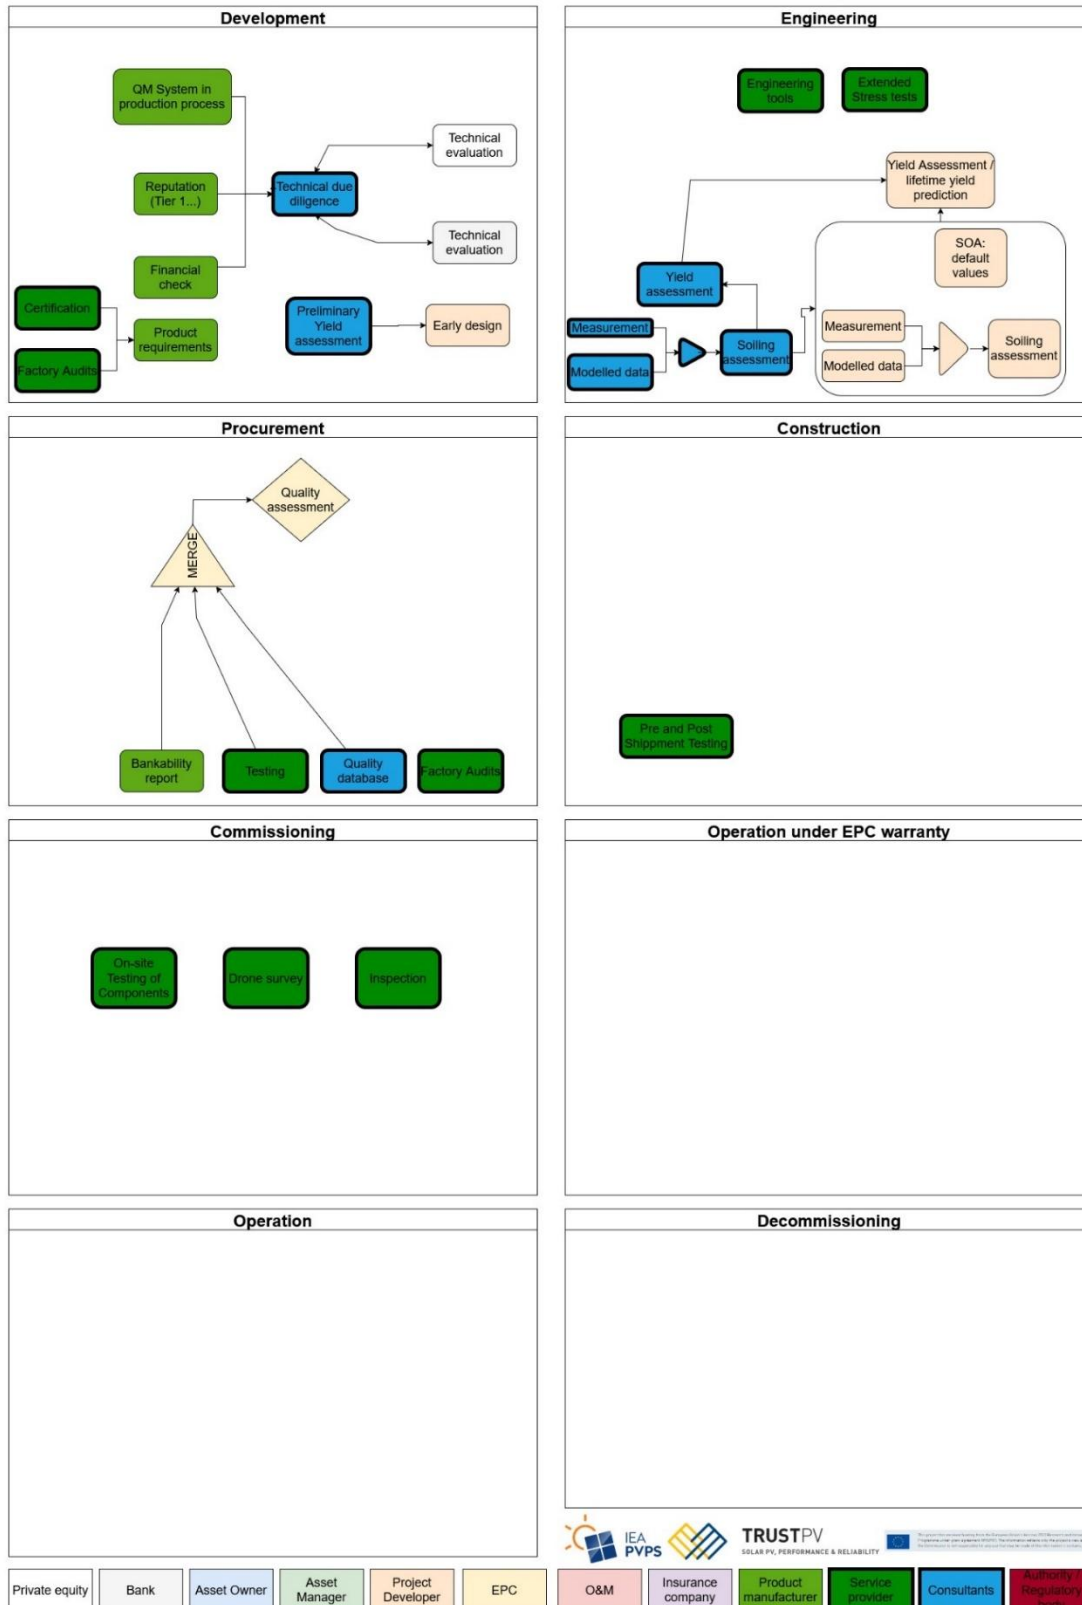 Development
QM System in
production process
Technical
evaluation
Reputation
(Tier 1...)
Technical due
diligence
Technical
evaluation
Financial
check
Certification
Preliminary
Yield
assessment
Early design
Product
requirements
Factory Audits
Engineering
Engineering
tools
Extended
Stress tests
Yield Assessment /
lifetime yield
prediction
SOA:
default
values
Yield
assessment
Measurement
Modelled data
Soiling
assessment
Measurement
Modelled data
Soiling
assessment
Procurement
Quality
assessment
MERGE
Bankability
report
Testing
Quality
database
Factory Audits
Construction
Pre and Post
Shippment Testing
Commissioning
On-site
Testing of
Components
Drone survey
Inspection
Operation under EPC warranty
Operation
Decommissioning
IEA
PVPS
TRUSTPV
SOLAR PV, PERFORMANCE & RELIABILITY
Private equity
Bank
Asset Owner
Asset
Manager
Project
Developer
EPC
O&M
Insurance
company
Product
manufacturer
Service
provider
Consultants
Authority /
Regulatory
body